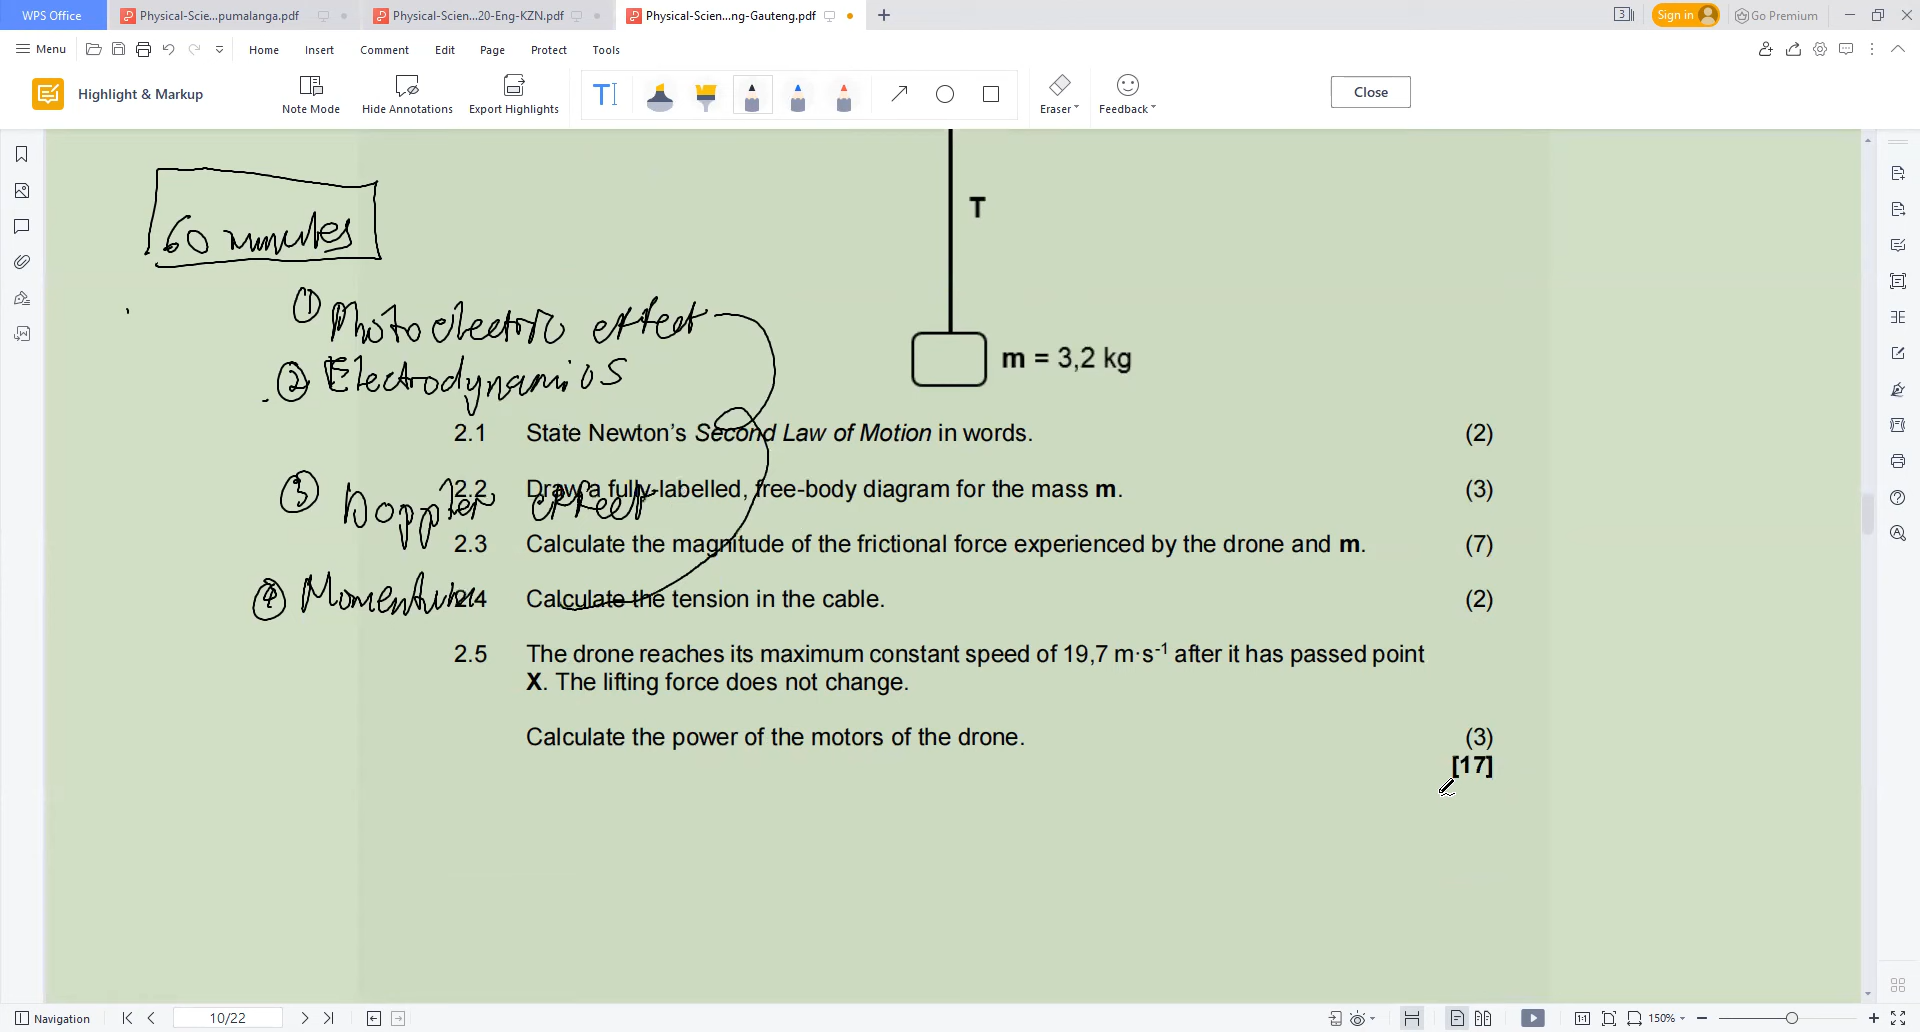 WPS Office
Physical-Scie...pumalanga.pdf
Physical-Scien...20-Eng-KZN.pdf
Physical-Scien...ng-Gauteng.pdf
3
Sign in
Go Premium
Menu
Home
Insert
Comment
Edit
Page
Protect
Tools
Highlight & Markup
Note Mode
Hide Annotations
Export Highlights
Eraser
Feedback
Close
T
60 minutes
① Photoelectric effect
m = 3,2 kg
② Electrodynamics
2.1 State Newton's Second Law of Motion in words. (2)
2.2 Draw a fully-labelled, free-body diagram for the mass m. (3)
③ Doppler effect
2.3 Calculate the magnitude of the frictional force experienced by the drone and m. (7)
④ Momentum
2.4 Calculate the tension in the cable. (2)
2.5 The drone reaches its maximum constant speed of 19,7 m·s⁻¹ after it has passed point
X. The lifting force does not change.
Calculate the power of the motors of the drone. (3)
[17]
Navigation
10/22
1:1
150%